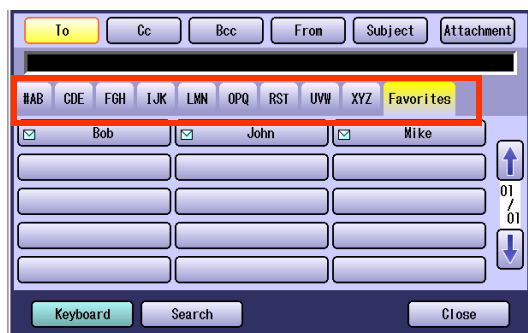 To Cc Bcc From Subject Attachment
#AB CDE FGH IJK LMN OPQ RST UVW XYZ Favorites
Bob John Mike
01
/
01
Keyboard Search Close